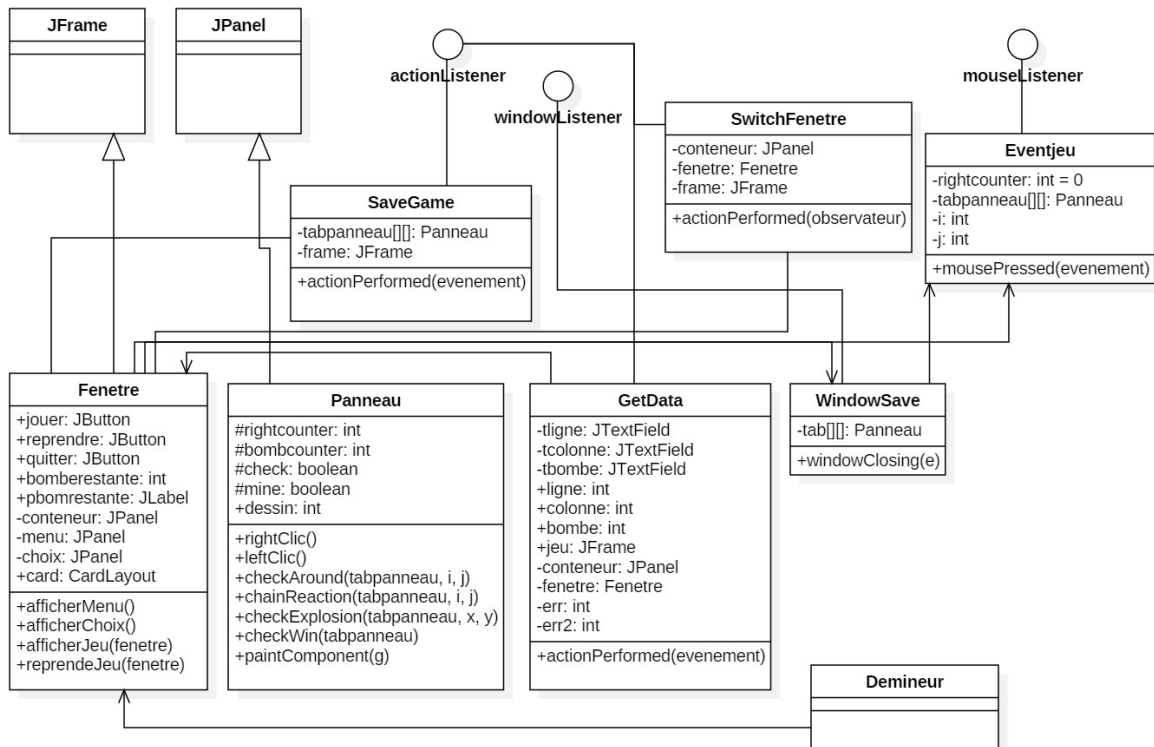 JFrame
JPanel
actionListener
windowListener
mouseListener
SwitchFenetre
-conteneur: JPanel
-fenetre: Fenetre
-frame: JFrame
+actionPerformed(observateur)
Eventjeu
-rightcounter: int = 0
-tabpanneau[][]: Panneau
-i: int
-j: int
+mousePressed(evenement)
SaveGame
-tabpanneau[][]: Panneau
-frame: JFrame
+actionPerformed(evenement)
Fenetre
+jouer: JButton
+reprendre: JButton
+quitter: JButton
+bomberestante: int
+pbomrestante: JLabel
-conteneur: JPanel
-menu: JPanel
-choix: JPanel
+card: CardLayout
+afficherMenu()
+afficherChoix()
+afficherJeu(fenetre)
+reprendeJeu(fenetre)
Panneau
#rightcounter: int
#bombcounter: int
#check: boolean
#mine: boolean
+dessin: int
+rightClic()
+leftClic()
+checkAround(tabpanneau, i, j)
+chainReaction(tabpanneau, i, j)
+checkExplosion(tabpanneau, x, y)
+checkWin(tabpanneau)
+paintComponent(g)
GetData
-tligne: JTextField
-tcolonne: JTextField
-tbombe: JTextField
+ligne: int
+colonne: int
+bombe: int
+jeu: JFrame
-conteneur: JPanel
-fenetre: Fenetre
-err: int
-err2: int
+actionPerformed(evenement)
WindowSave
-tab[][]: Panneau
+windowClosing(e)
Demineur